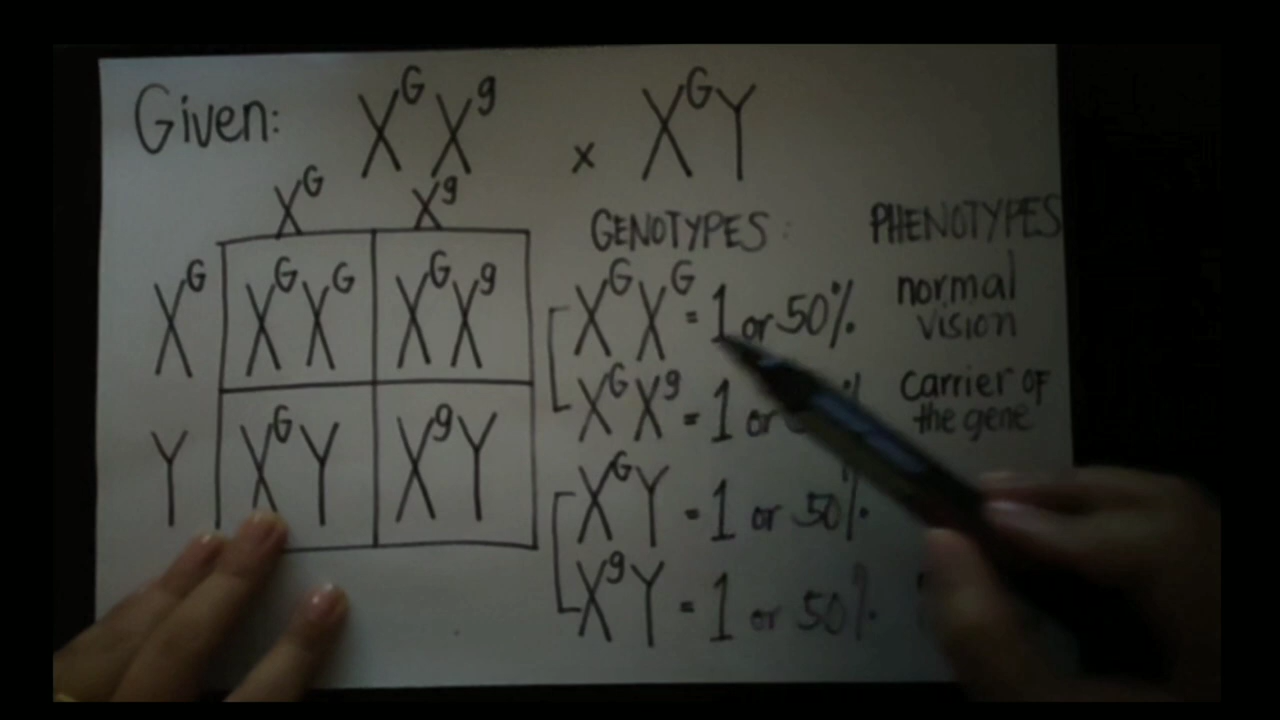 Given: X^G X^g x X^G Y
X^G X^g
GENOTYPES: PHENOTYPES
X^G X^G X^G X^g X^G X^G = 1 or 50% normal vision
X^G X^g = 1 or carrier of the gene
Y X^G Y X^g Y X^G Y = 1 or 50%
X^g Y = 1 or 50%